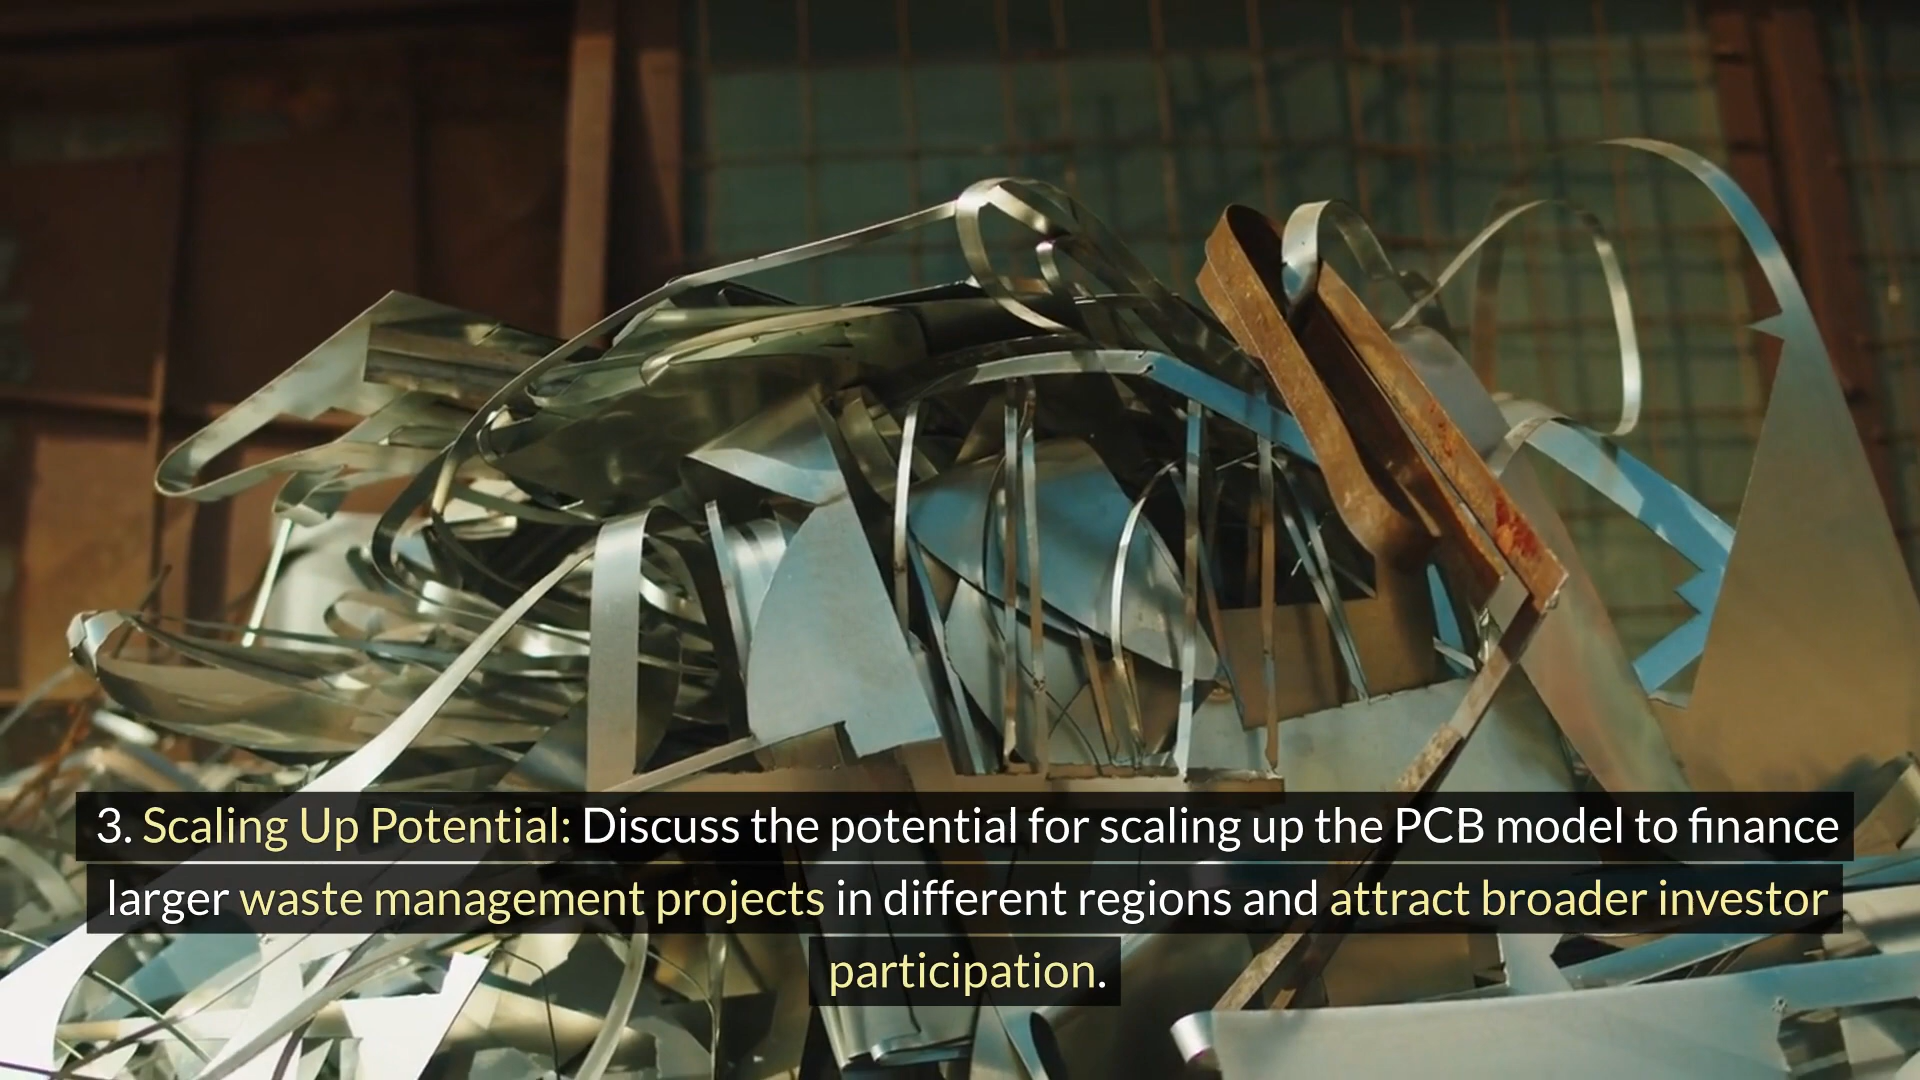 3. Scaling Up Potential: Discuss the potential for scaling up the PCB model to finance
larger waste management projects in different regions and attract broader investor
participation.